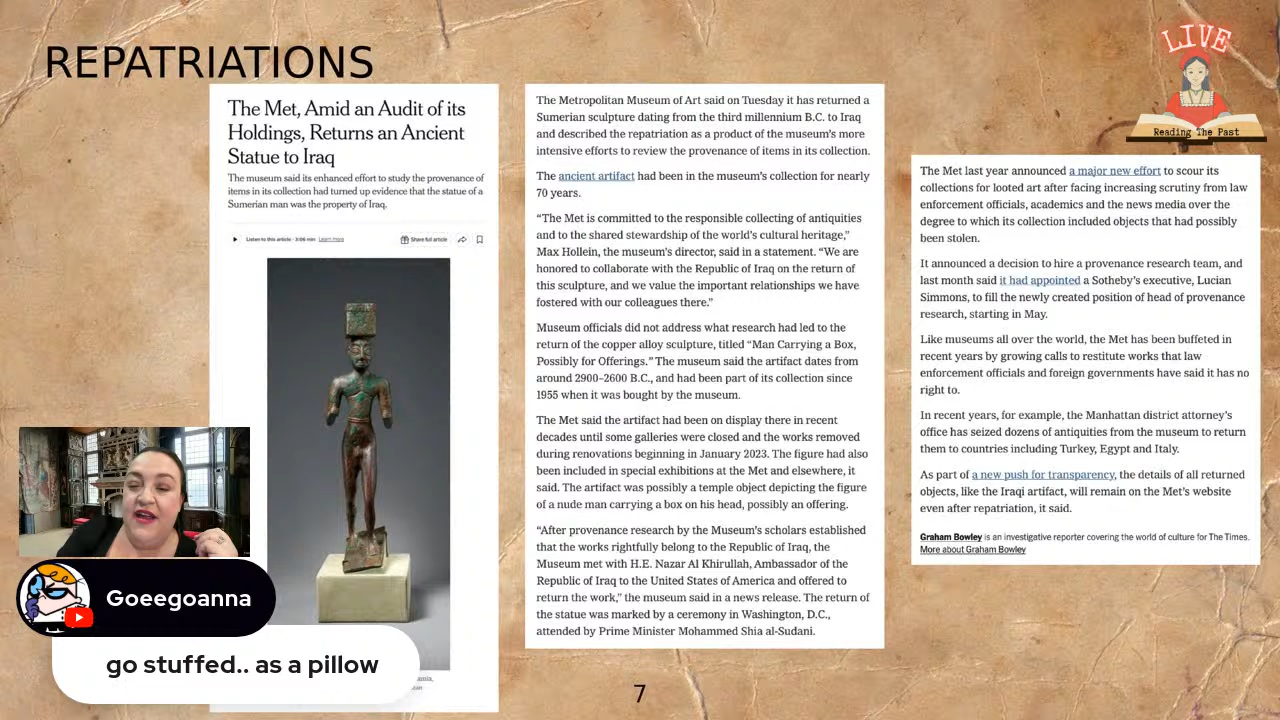 REPATRIATIONS
LIVE
Reading The Past
The Met, Amid an Audit of its
Holdings, Returns an Ancient
Statue to Iraq
The museum said its enhanced effort to study the provenance of
items in its collection had turned up evidence that the statue of a
Sumerian man was the property of Iraq.
Listen to this article · 3:06 min Learn more
Share full article
The Metropolitan Museum of Art said on Tuesday it has returned a
Sumerian sculpture dating from the third millennium B.C. to Iraq
and described the repatriation as a product of the museum's more
intensive efforts to review the provenance of items in its collection.
The ancient artifact had been in the museum's collection for nearly
70 years.
“The Met is committed to the responsible collecting of antiquities
and to the shared stewardship of the world's cultural heritage,”
Max Hollein, the museum's director, said in a statement. “We are
honored to collaborate with the Republic of Iraq on the return of
this sculpture, and we value the important relationships we have
fostered with our colleagues there.”
Museum officials did not address what research had led to the
return of the copper alloy sculpture, titled “Man Carrying a Box,
Possibly for Offerings.” The museum said the artifact dates from
around 2900–2600 B.C., and had been part of its collection since
1955 when it was bought by the museum.
The Met said the artifact had been on display there in recent
decades until some galleries were closed and the works removed
during renovations beginning in January 2023. The figure had also
been included in special exhibitions at the Met and elsewhere, it
said. The artifact was possibly a temple object depicting the figure
of a nude man carrying a box on his head, possibly an offering.
“After provenance research by the Museum's scholars established
that the works rightfully belong to the Republic of Iraq, the
Museum met with H.E. Nazar Al Khirullah, Ambassador of the
Republic of Iraq to the United States of America and offered to
return the work,” the museum said in a news release. The return of
the statue was marked by a ceremony in Washington, D.C.,
attended by Prime Minister Mohammed Shia al-Sudani.
The Met last year announced a major new effort to scour its
collections for looted art after facing increasing scrutiny from law
enforcement officials, academics and the news media over the
degree to which its collection included objects that had possibly
been stolen.
It announced a decision to hire a provenance research team, and
last month said it had appointed a Sotheby's executive, Lucian
Simmons, to fill the newly created position of head of provenance
research, starting in May.
Like museums all over the world, the Met has been buffeted in
recent years by growing calls to restitute works that law
enforcement officials and foreign governments have said it has no
right to.
In recent years, for example, the Manhattan district attorney's
office has seized dozens of antiquities from the museum to return
them to countries including Turkey, Egypt and Italy.
As part of a new push for transparency, the details of all returned
objects, like the Iraqi artifact, will remain on the Met's website
even after repatriation, it said.
Graham Bowley is an investigative reporter covering the world of culture for The Times.
More about Graham Bowley
Goeegoanna
go stuffed.. as a pillow
7